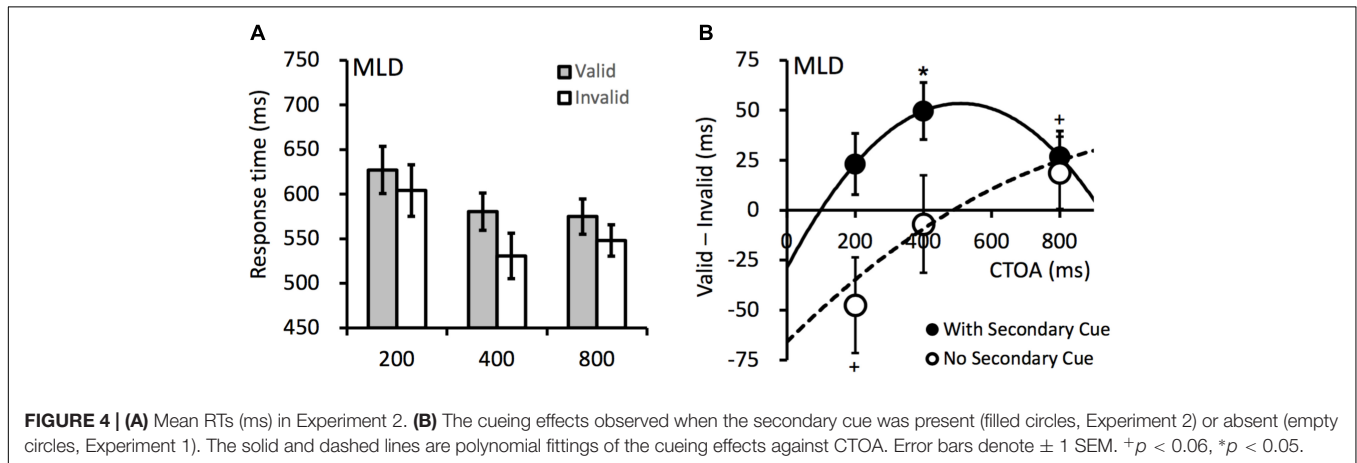 A
750
MLD
Valid
Invalid
700
650
600
550
500
450
Response time (ms)
200 400 800
B
75
MLD
*
50
+
25
0
0 200 400 600 800
-25
CTOA (ms)
-50
With Secondary Cue
No Secondary Cue
-75
+
Valid – Invalid (ms)
FIGURE 4 | (A) Mean RTs (ms) in Experiment 2. (B) The cueing effects observed when the secondary cue was present (filled circles, Experiment 2) or absent (empty
circles, Experiment 1). The solid and dashed lines are polynomial fittings of the cueing effects against CTOA. Error bars denote ± 1 SEM. +p < 0.06, *p < 0.05.